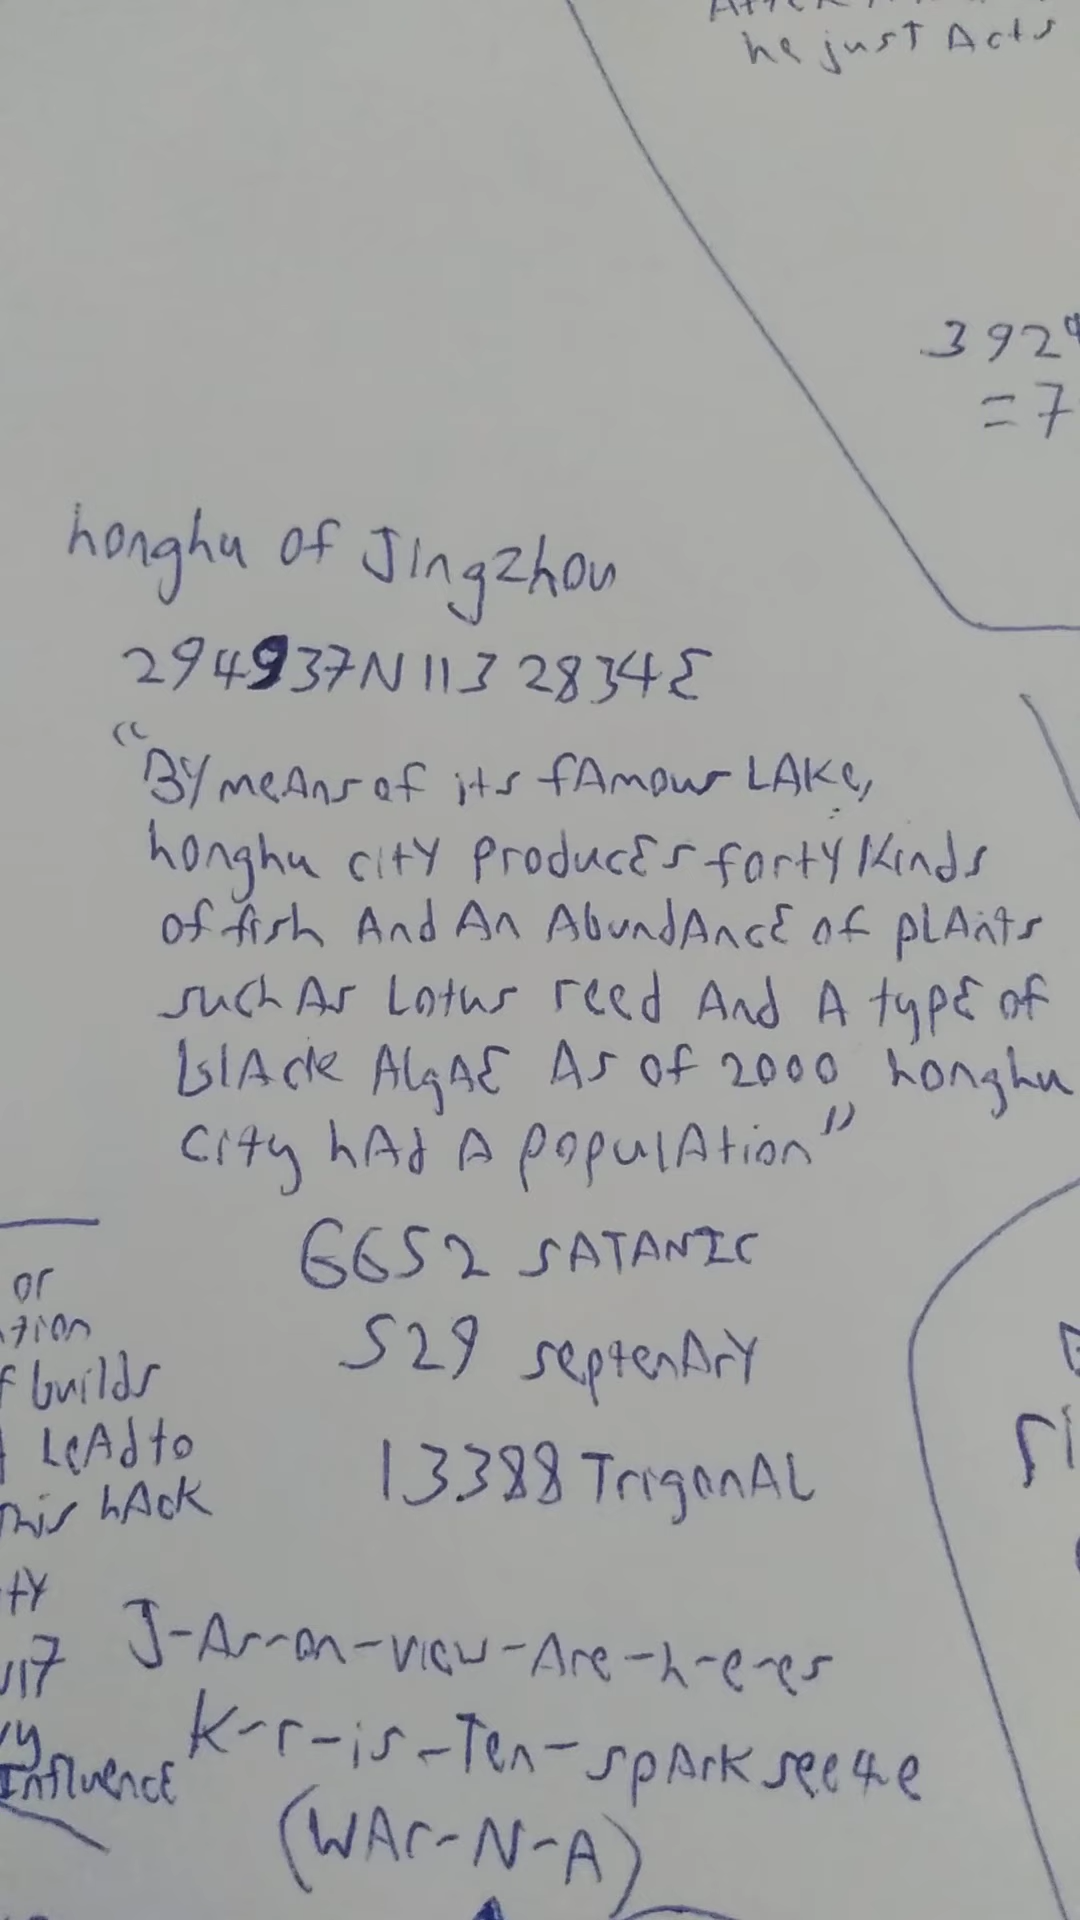 he just Acts
392
=7
honghu of Jingzhou
294937N113 28834E
"By meAns of its fAmous LAKe,
honghu city produces forty Kinds
of fish And An AbundAnce of plAnts
such As Lotus reed And A type of
blAck AlgAE As of 2000 honghu
City hAd A populAtion"
6652 SATANIC
529 septenAry
13388 TrigonAL
or
builds
LeAd to
hAck
J-As-on-view-Are-h-e-es
K-r-is-Ten-spArk see4e
Influence
(WAr-N-A)